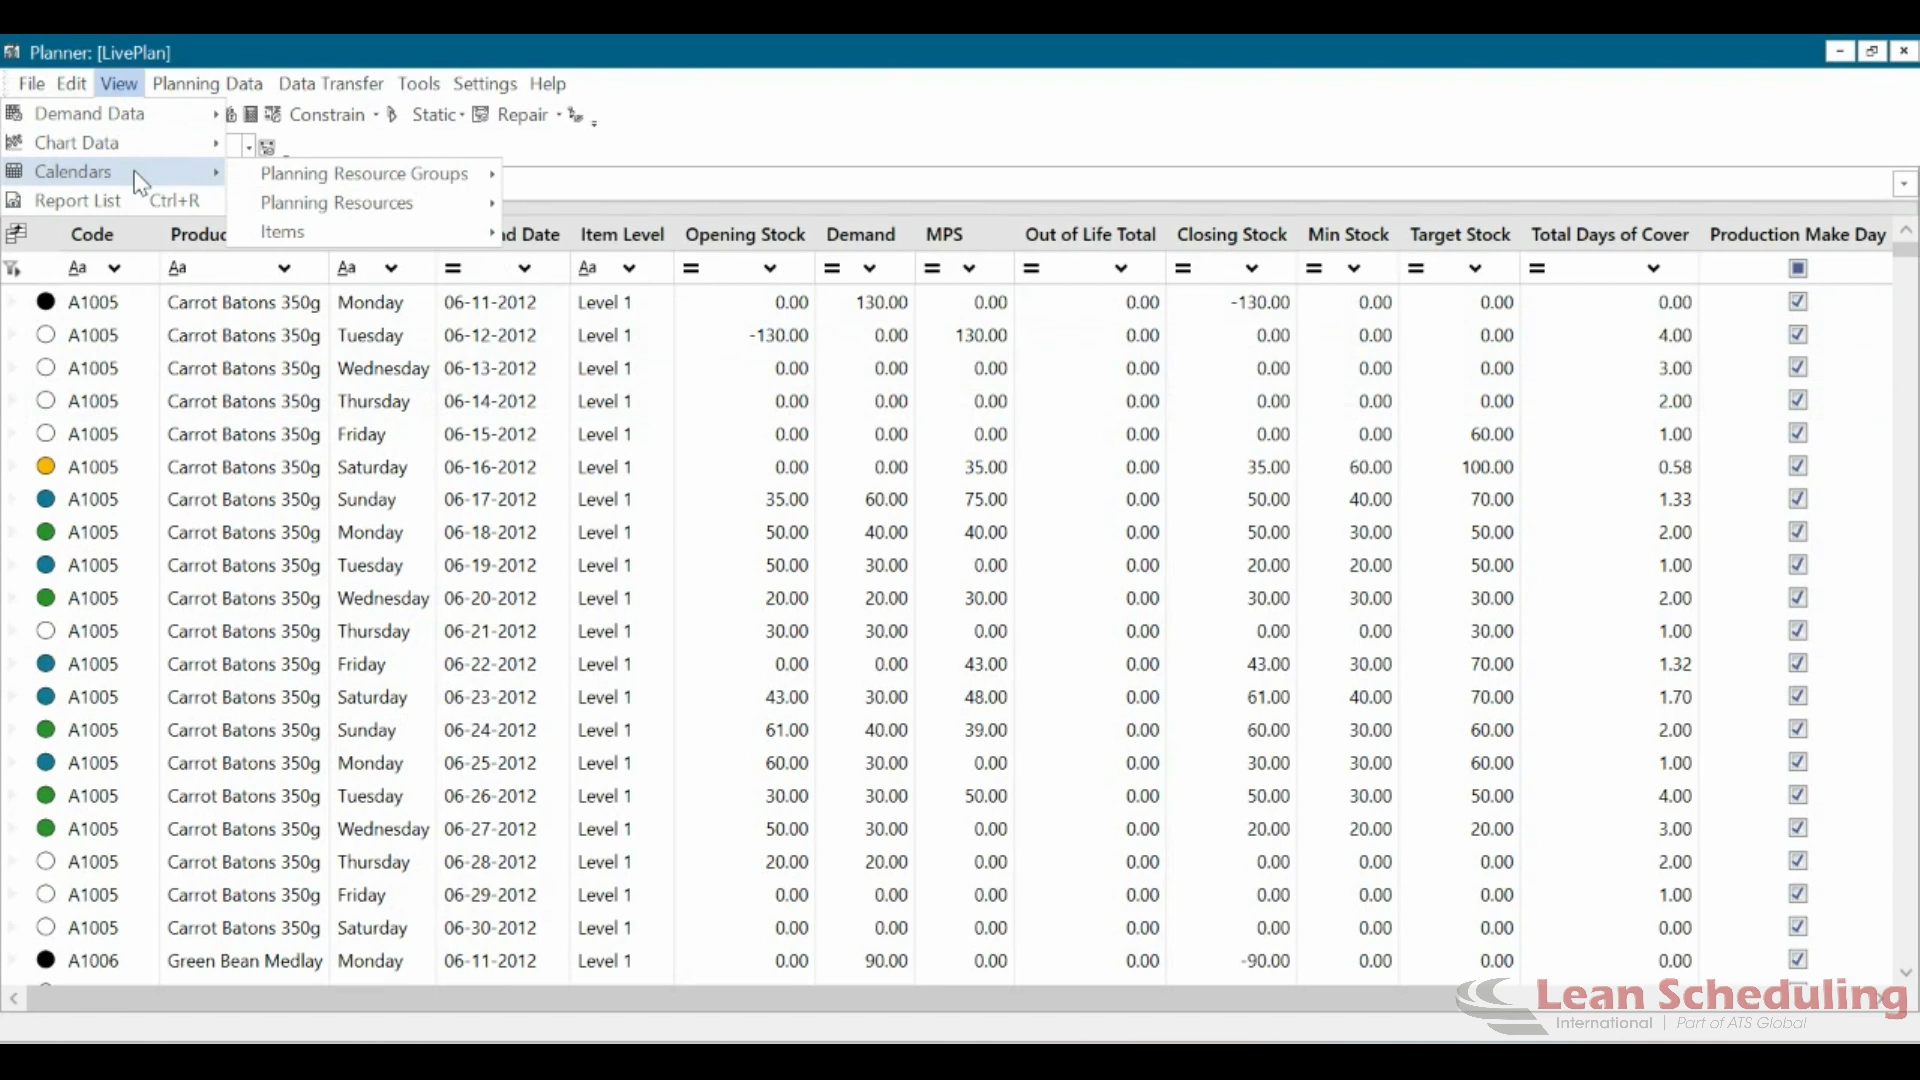 Planner: [LivePlan]
File Edit View Planning Data Data Transfer Tools Settings Help
Demand Data Constrain Static Repair
Chart Data
Calendars Planning Resource Groups
Report List Ctrl+R Planning Resources
Items
Code Produc d Date Item Level Opening Stock Demand MPS Out of Life Total Closing Stock Min Stock Target Stock Total Days of Cover Production Make Day
Aa Aa Aa = Aa = = = = = = = =
A1005 Carrot Batons 350g Monday 06-11-2012 Level 1 0.00 130.00 0.00 0.00 -130.00 0.00 0.00 0.00
A1005 Carrot Batons 350g Tuesday 06-12-2012 Level 1 -130.00 0.00 130.00 0.00 0.00 0.00 0.00 4.00
A1005 Carrot Batons 350g Wednesday 06-13-2012 Level 1 0.00 0.00 0.00 0.00 0.00 0.00 0.00 3.00
A1005 Carrot Batons 350g Thursday 06-14-2012 Level 1 0.00 0.00 0.00 0.00 0.00 0.00 0.00 2.00
A1005 Carrot Batons 350g Friday 06-15-2012 Level 1 0.00 0.00 0.00 0.00 0.00 0.00 60.00 1.00
A1005 Carrot Batons 350g Saturday 06-16-2012 Level 1 0.00 0.00 35.00 0.00 35.00 60.00 100.00 0.58
A1005 Carrot Batons 350g Sunday 06-17-2012 Level 1 35.00 60.00 75.00 0.00 50.00 40.00 70.00 1.33
A1005 Carrot Batons 350g Monday 06-18-2012 Level 1 50.00 40.00 40.00 0.00 50.00 30.00 50.00 2.00
A1005 Carrot Batons 350g Tuesday 06-19-2012 Level 1 50.00 30.00 0.00 0.00 20.00 20.00 50.00 1.00
A1005 Carrot Batons 350g Wednesday 06-20-2012 Level 1 20.00 20.00 30.00 0.00 30.00 30.00 30.00 2.00
A1005 Carrot Batons 350g Thursday 06-21-2012 Level 1 30.00 30.00 0.00 0.00 0.00 0.00 30.00 1.00
A1005 Carrot Batons 350g Friday 06-22-2012 Level 1 0.00 0.00 43.00 0.00 43.00 30.00 70.00 1.32
A1005 Carrot Batons 350g Saturday 06-23-2012 Level 1 43.00 30.00 48.00 0.00 61.00 40.00 70.00 1.70
A1005 Carrot Batons 350g Sunday 06-24-2012 Level 1 61.00 40.00 39.00 0.00 60.00 30.00 60.00 2.00
A1005 Carrot Batons 350g Monday 06-25-2012 Level 1 60.00 30.00 0.00 0.00 30.00 30.00 60.00 1.00
A1005 Carrot Batons 350g Tuesday 06-26-2012 Level 1 30.00 30.00 50.00 0.00 50.00 30.00 50.00 4.00
A1005 Carrot Batons 350g Wednesday 06-27-2012 Level 1 50.00 30.00 0.00 0.00 20.00 20.00 20.00 3.00
A1005 Carrot Batons 350g Thursday 06-28-2012 Level 1 20.00 20.00 0.00 0.00 0.00 0.00 0.00 2.00
A1005 Carrot Batons 350g Friday 06-29-2012 Level 1 0.00 0.00 0.00 0.00 0.00 0.00 0.00 1.00
A1005 Carrot Batons 350g Saturday 06-30-2012 Level 1 0.00 0.00 0.00 0.00 0.00 0.00 0.00 0.00
A1006 Green Bean Medlay Monday 06-11-2012 Level 1 0.00 90.00 0.00 0.00 -90.00 0.00 0.00 0.00
Lean Scheduling
International | Part of ATS Global